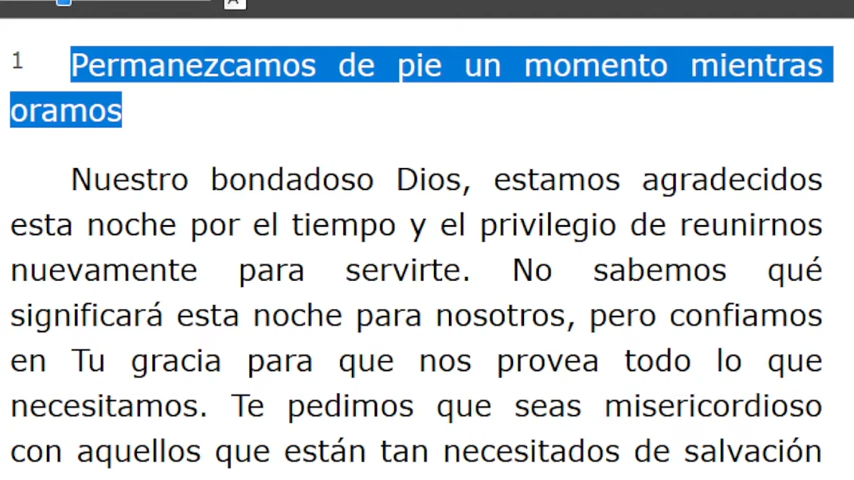 1 Permanezcamos de pie un momento mientras
oramos
Nuestro bondadoso Dios, estamos agradecidos
esta noche por el tiempo y el privilegio de reunirnos
nuevamente para servirte. No sabemos qué
significará esta noche para nosotros, pero confiamos
en Tu gracia para que nos provea todo lo que
necesitamos. Te pedimos que seas misericordioso
con aquellos que están tan necesitados de salvación